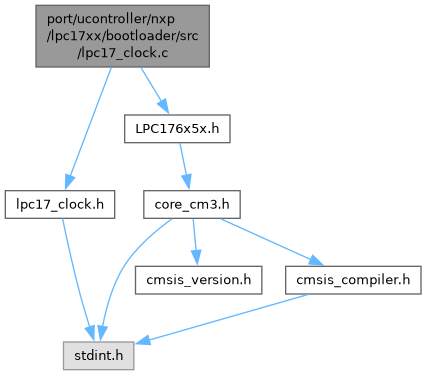 port/ucontroller/nxp
/lpc17xx/bootloader/src
/lpc17_clock.c
LPC176x5x.h
lpc17_clock.h
core_cm3.h
cmsis_version.h
cmsis_compiler.h
stdint.h